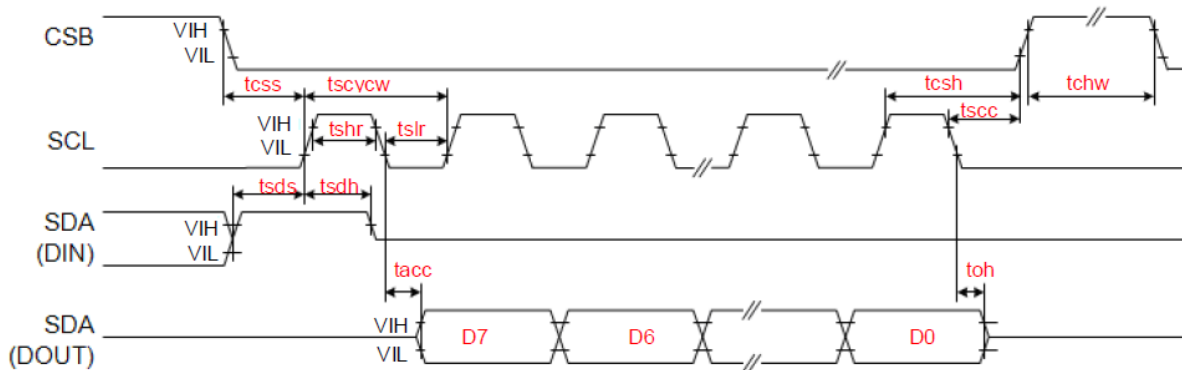 CSB
VIH
VIL
tcss
tscycw
tcsh
tchw
tscc
SCL
VIH
VIL
tshr
tslr
tsds
tsdh
SDA
(DIN)
VIH
VIL
tacc
toh
SDA
(DOUT)
VIH
VIL
D7
D6
D0